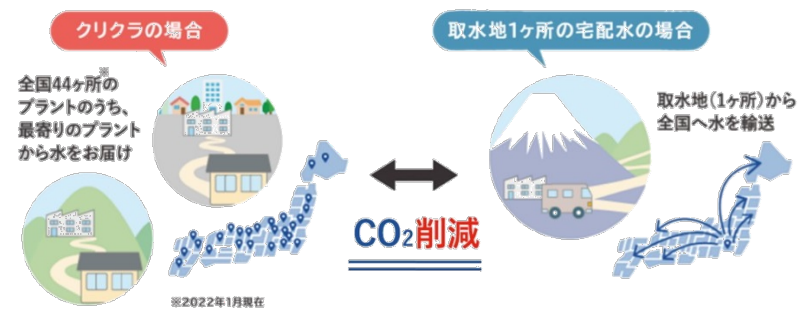 クリクラの場合
全国44ヶ所の※
プラントのうち、
最寄りのプラント
から水をお届け
※2022年1月現在
CO₂削減
取水地1ヶ所の宅配水の場合
取水地（1ヶ所）から
全国へ水を輸送